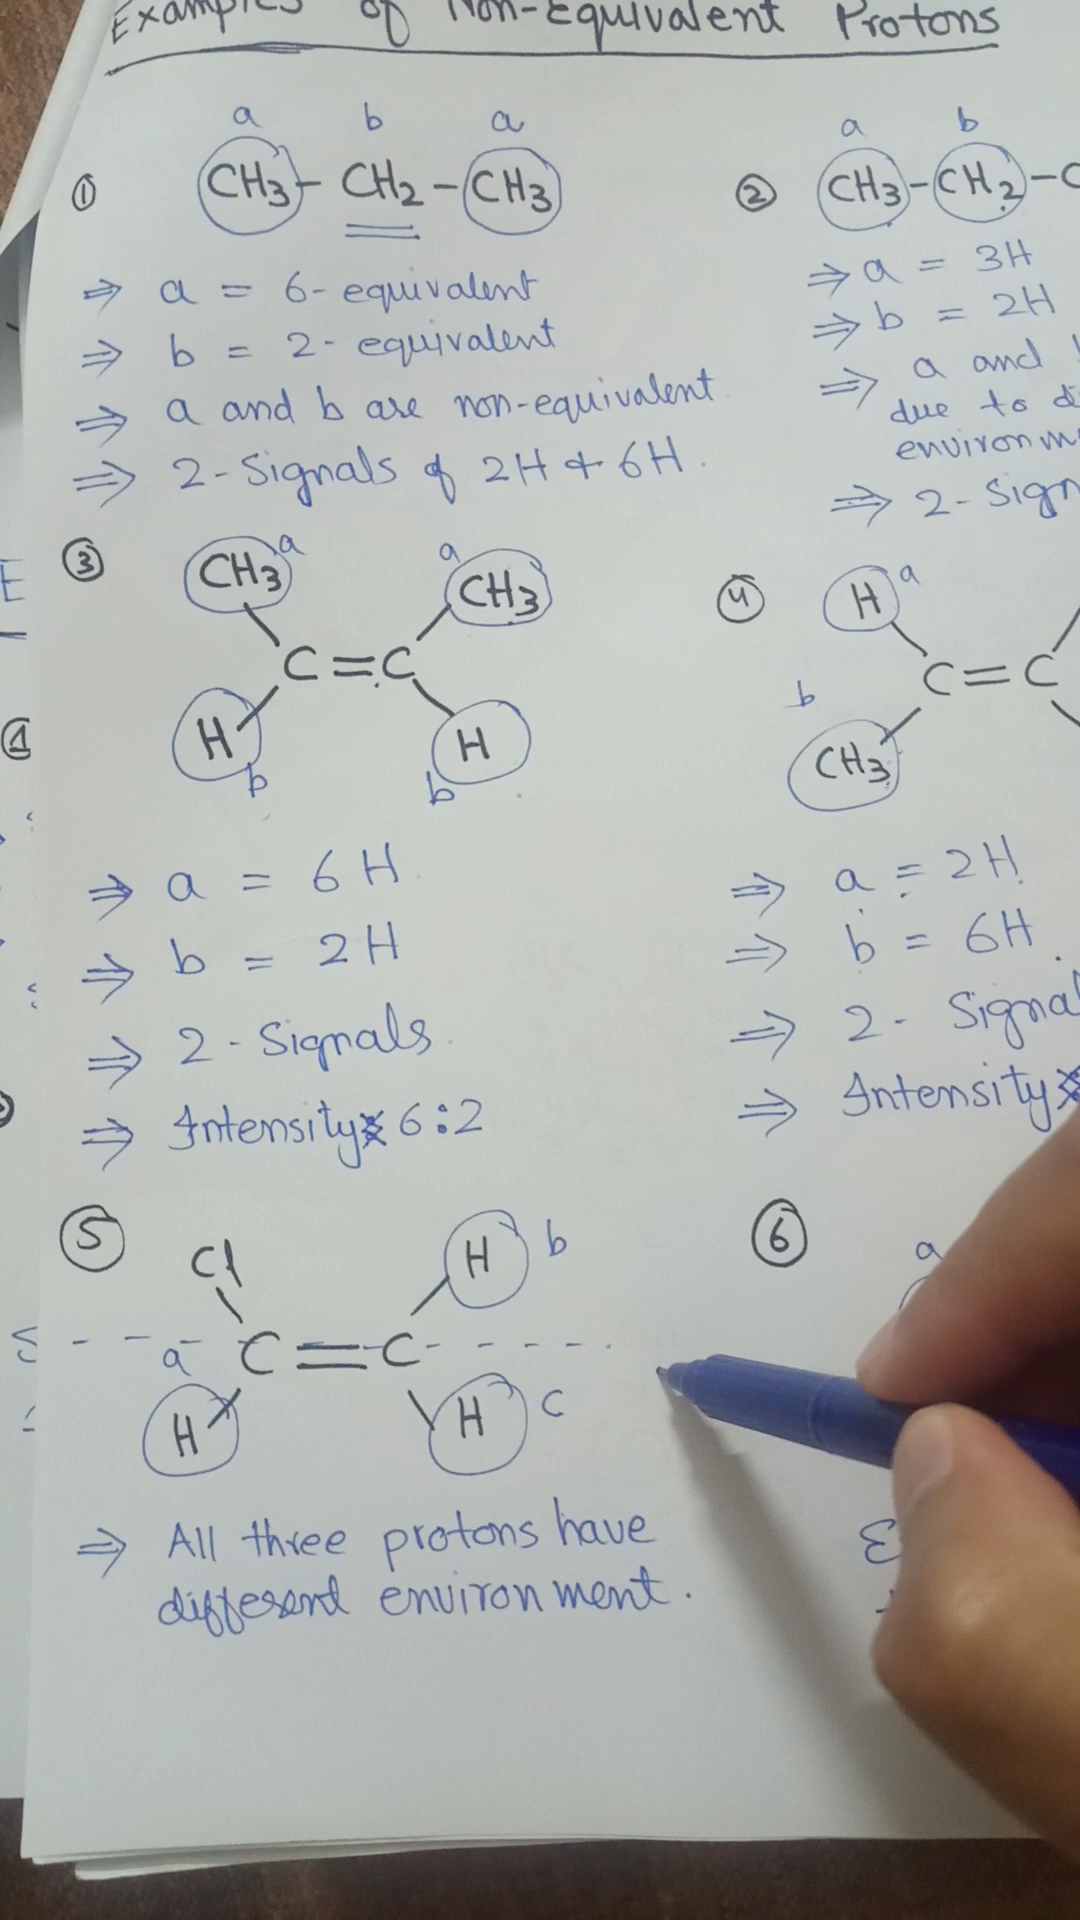 Examples of Non-Equivalent Protons
a b a
① CH3 - CH2 - CH3
⇒ a = 6-equivalent
⇒ b = 2-equivalent
⇒ a and b are non-equivalent
⇒ 2-Signals of 2H + 6H.
a b
② CH3-CH2-C
⇒ a = 3H
⇒ b = 2H
⇒ a and
due to di
environm
⇒ 2-Sign
③ CH3 a a CH3
C=C
H H
b b
⇒ a = 6H
⇒ b = 2H
⇒ 2-Signals
⇒ Intensity 6:2
④ H a
C=C
b
CH3
⇒ a = 2H
⇒ b = 6H.
⇒ 2- Signal
⇒ Intensity
⑤ Cl H b
a C=C
H H c
⇒ All three protons have
different environment.
⑥
a
E